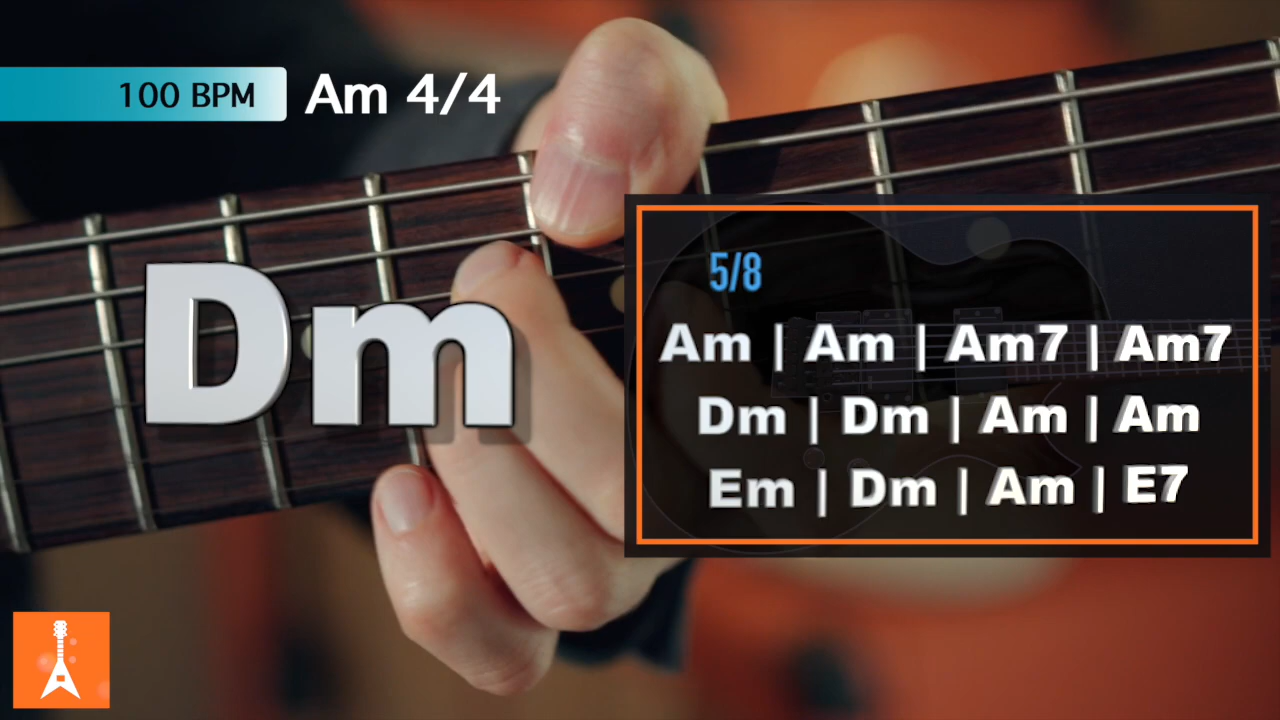 100 BPM Am 4/4
Dm
5/8
Am | Am | Am7 | Am7
Dm | Dm | Am | Am
Em | Dm | Am | E7